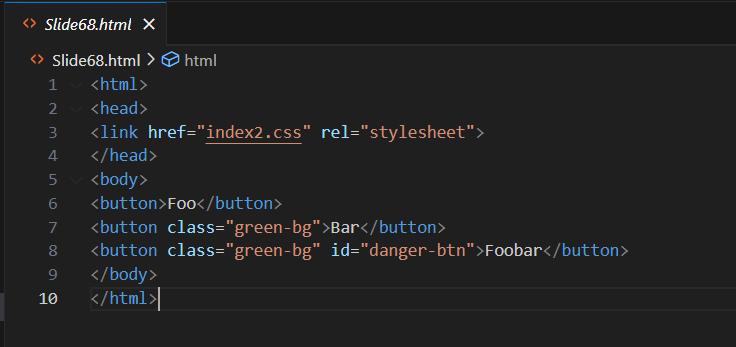 Slide68.html
Slide68.html > html
1 <html>
2 <head>
3 <link href="index2.css" rel="stylesheet">
4 </head>
5 <body>
6 <button>Foo</button>
7 <button class="green-bg">Bar</button>
8 <button class="green-bg" id="danger-btn">Foobar</button>
9 </body>
10 </html>